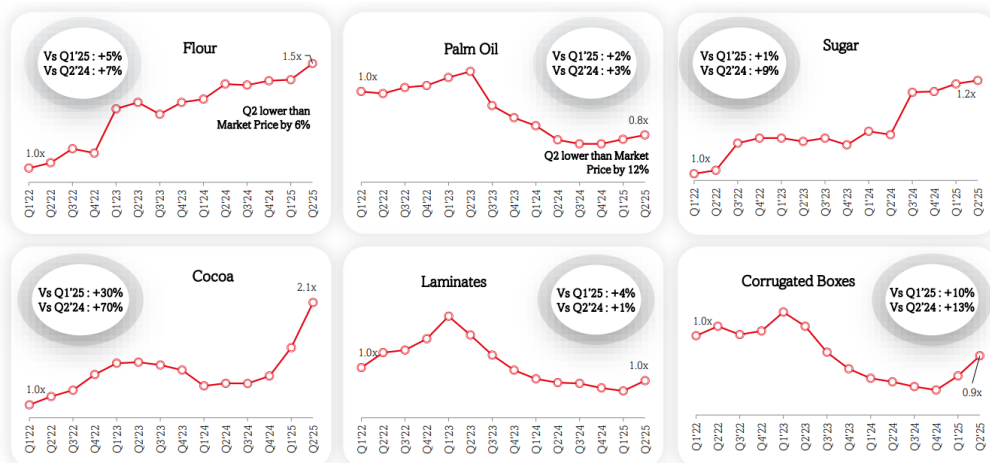 Flour
Vs Q1'25 : +5%
Vs Q2'24 : +7%
1.5x
1.0x
Q2 lower than
Market Price by 6%
Q1'22
Q2'22
Q3'22
Q4'22
Q1'23
Q2'23
Q3'23
Q4'23
Q1'24
Q2'24
Q3'24
Q4'24
Q1'25
Q2'25
Palm Oil
Vs Q1'25 : +2%
Vs Q2'24 : +3%
1.0x
0.8x
Q2 lower than Market
Price by 12%
Q1'22
Q2'22
Q3'22
Q4'22
Q1'23
Q2'23
Q3'23
Q4'23
Q1'24
Q2'24
Q3'24
Q4'24
Q1'25
Q2'25
Sugar
Vs Q1'25 : +1%
Vs Q2'24 : +9%
1.2x
1.0x
Q1'22
Q2'22
Q3'22
Q4'22
Q1'23
Q2'23
Q3'23
Q4'23
Q1'24
Q2'24
Q3'24
Q4'24
Q1'25
Q2'25
Cocoa
Vs Q1'25 : +30%
Vs Q2'24 : +70%
2.1x
1.0x
Q1'22
Q2'22
Q3'22
Q4'22
Q1'23
Q2'23
Q3'23
Q4'23
Q1'24
Q2'24
Q3'24
Q4'24
Q1'25
Q2'25
Laminates
Vs Q1'25 : +4%
Vs Q2'24 : +1%
1.0x
1.0x
Q1'22
Q2'22
Q3'22
Q4'22
Q1'23
Q2'23
Q3'23
Q4'23
Q1'24
Q2'24
Q3'24
Q4'24
Q1'25
Q2'25
Corrugated Boxes
Vs Q1'25 : +10%
Vs Q2'24 : +13%
1.0x
0.9x
Q1'22
Q2'22
Q3'22
Q4'22
Q1'23
Q2'23
Q3'23
Q4'23
Q1'24
Q2'24
Q3'24
Q4'24
Q1'25
Q2'25